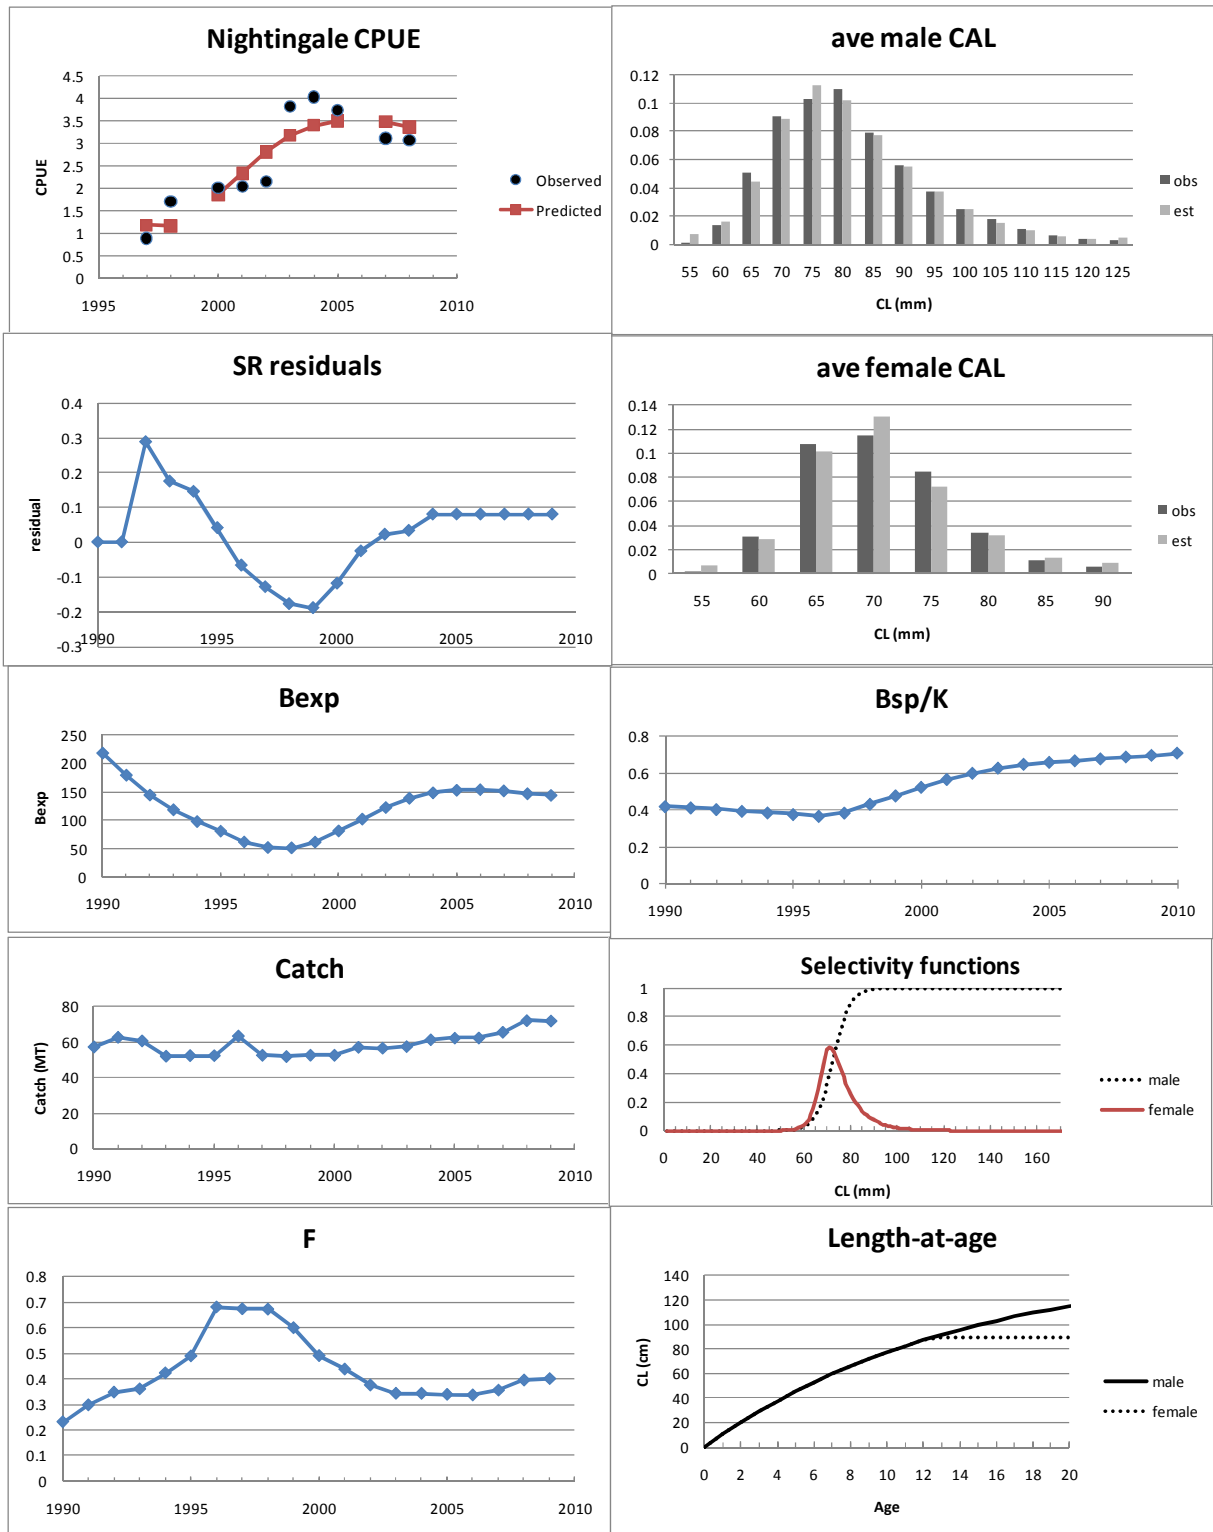 Nightingale CPUE
4.5
4
3.5
3
2.5
2
1.5
1
0.5
0
CPUE
1995 2000 2005 2010
Observed
Predicted
ave male CAL
0.12
0.1
0.08
0.06
0.04
0.02
0
55 60 65 70 75 80 85 90 95 100 105 110 115 120 125
CL (mm)
obs
est
SR residuals
0.4
0.3
0.2
0.1
0
-0.1
-0.2
-0.3
residual
1990 1995 2000 2005 2010
ave female CAL
0.14
0.12
0.1
0.08
0.06
0.04
0.02
0
55 60 65 70 75 80 85 90
CL (mm)
obs
est
Bexp
250
200
150
100
50
0
Bexp
1990 1995 2000 2005 2010
Bsp/K
0.8
0.6
0.4
0.2
0
1990 1995 2000 2005 2010
Catch
80
60
40
20
0
Catch (MT)
1990 1995 2000 2005 2010
Selectivity functions
1
0.8
0.6
0.4
0.2
0
0 20 40 60 80 100 120 140 160
CL (mm)
male
female
F
0.8
0.7
0.6
0.5
0.4
0.3
0.2
0.1
0
1990 1995 2000 2005 2010
Length-at-age
140
120
100
80
60
40
20
0
CL (cm)
0 2 4 6 8 10 12 14 16 18 20
Age
male
female